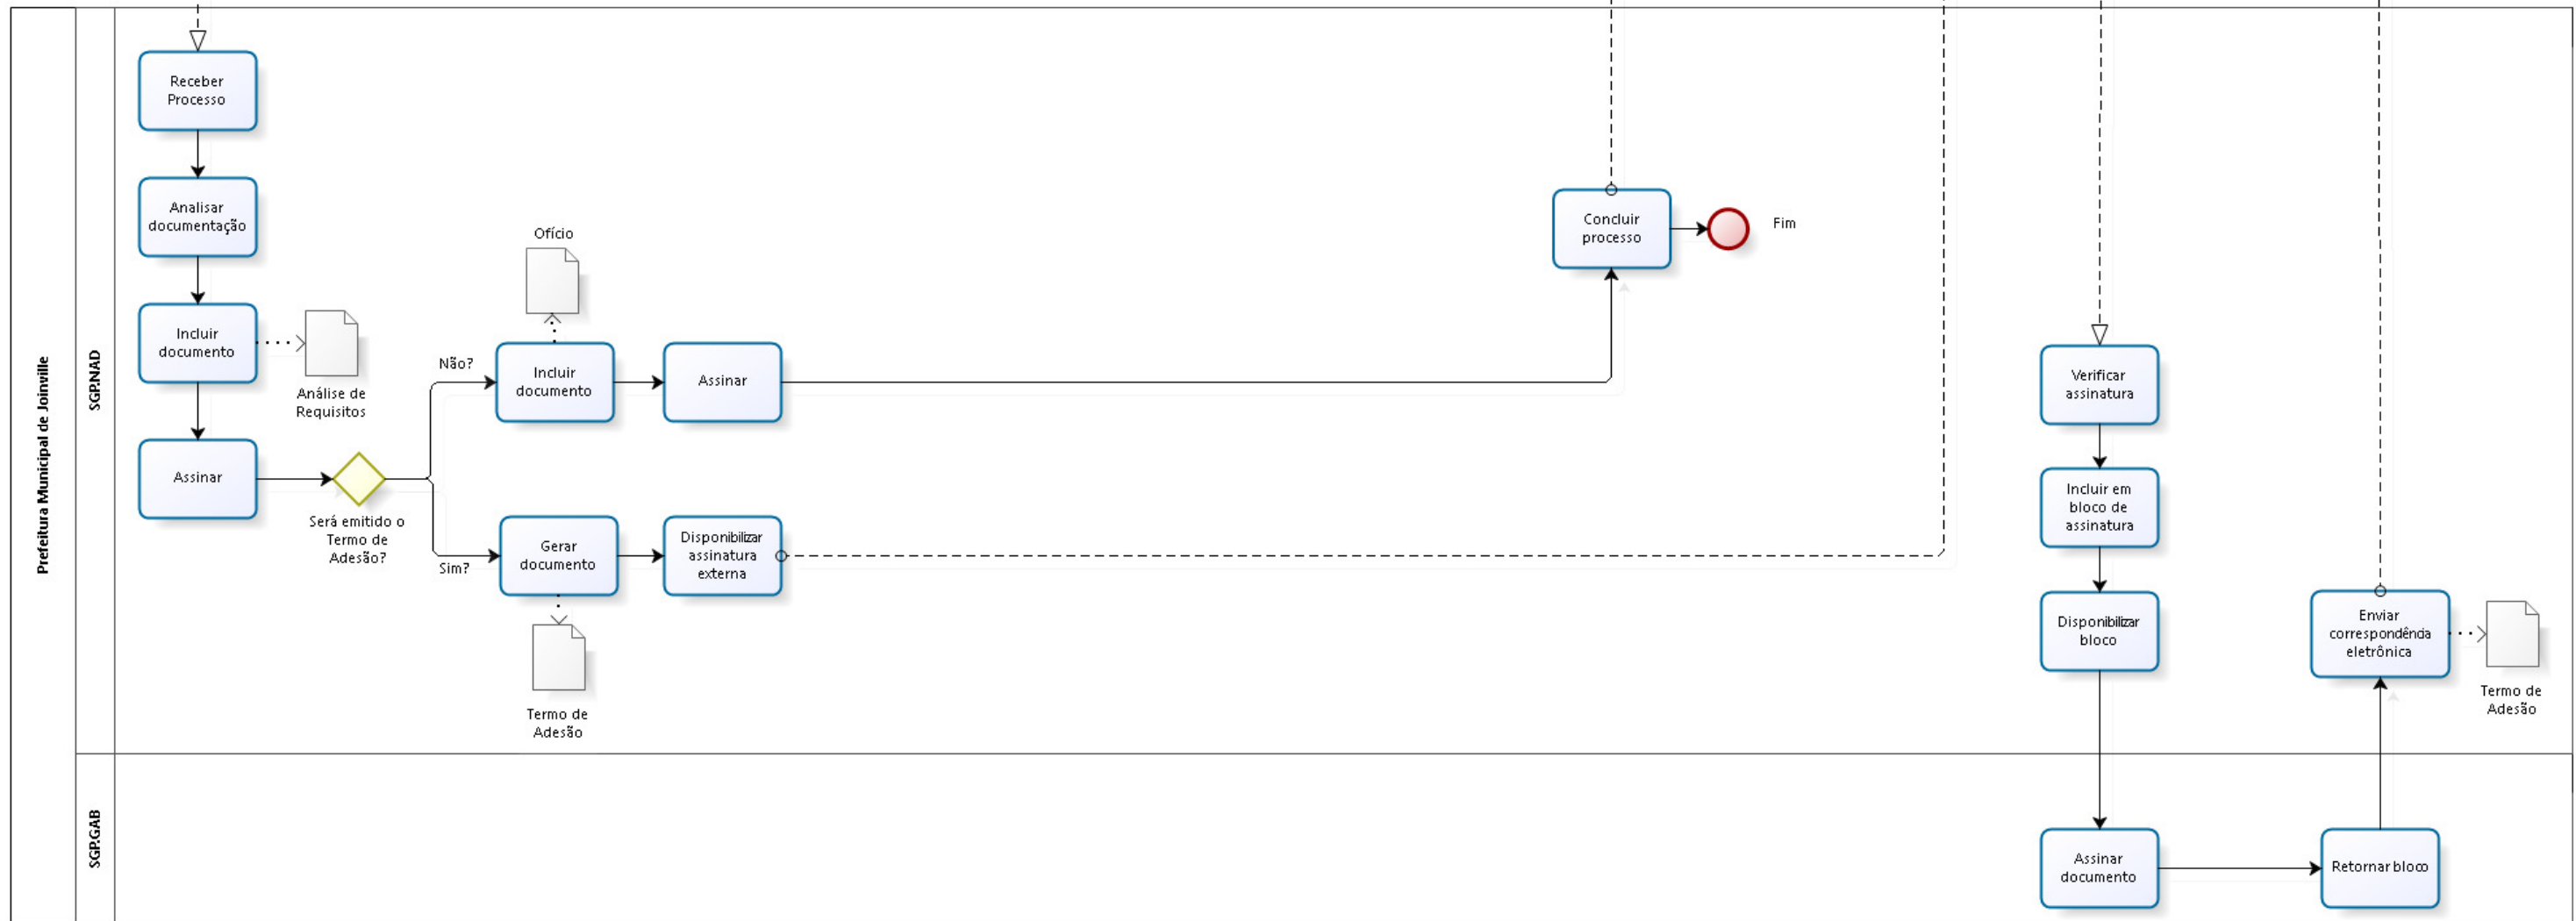 Prefeitura Municipal de Joinville
SGP.NAD
Receber
Processo
Analisar
documentação
Incluir
documento
Análise de
Requisitos
Assinar
Será emitido o
Termo de
Adesão?
Não?
Ofício
Incluir
documento
Assinar
Sim?
Gerar
documento
Termo de
Adesão
Disponibilizar
assinatura
externa
Concluir
processo
Fim
Verificar
assinatura
Incluir em
bloco de
assinatura
Disponibilizar
bloco
Enviar
correspondência
eletrônica
Termo de
Adesão
SGP.GAB
Assinar
documento
Retornar bloco